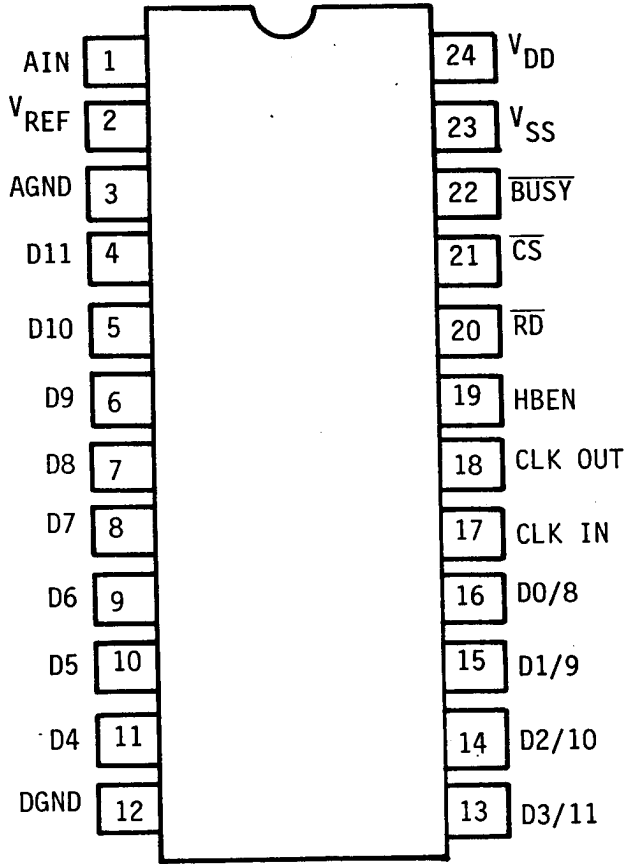 AIN 1 24 VDD
VREF 2 23 VSS
AGND 3 22 BUSY
D11 4 21 CS
D10 5 20 RD
D9 6 19 HBEN
D8 7 18 CLK OUT
D7 8 17 CLK IN
D6 9 16 D0/8
D5 10 15 D1/9
D4 11 14 D2/10
DGND 12 13 D3/11